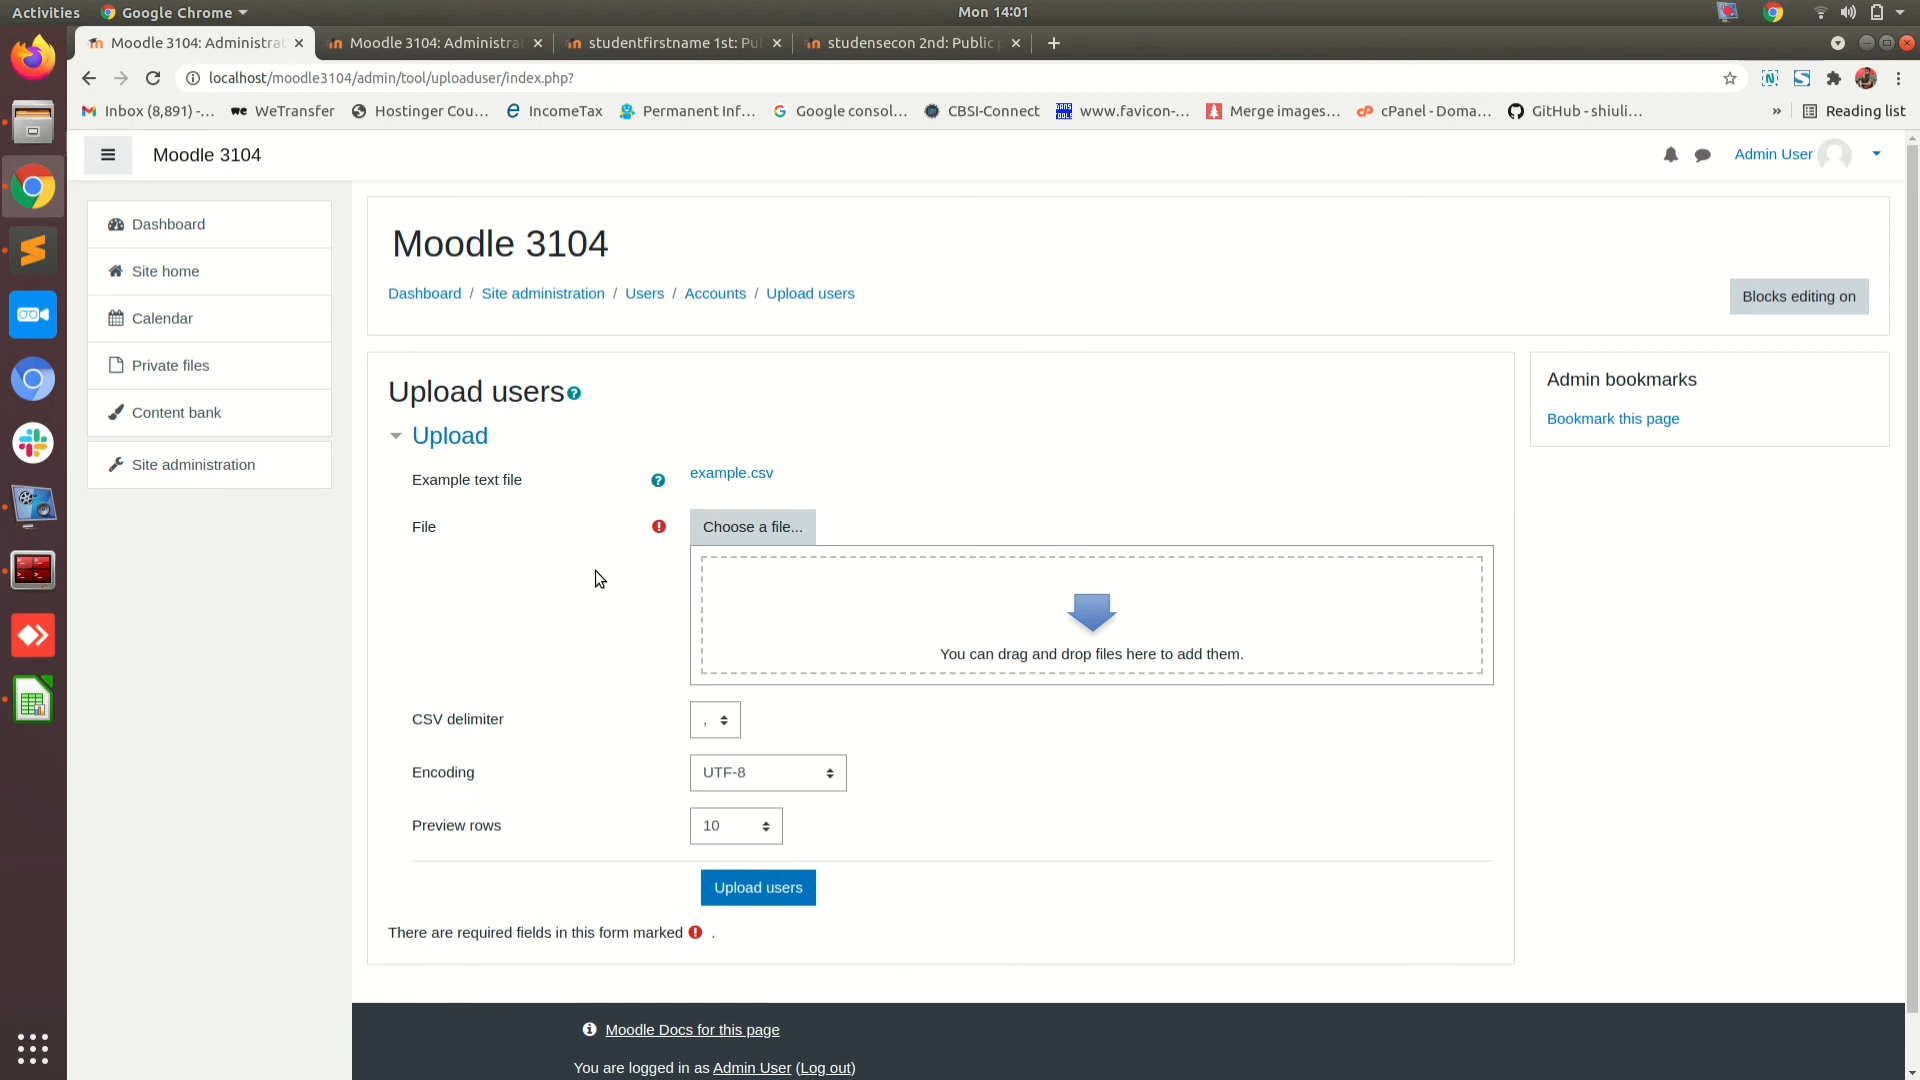 Activities Google Chrome Mon 14:01
Moodle 3104: Administra Moodle 3104: Administra studentfirstname 1st: Pu studensecon 2nd: Public
localhost/moodle3104/admin/tool/uploaduser/index.php?
Inbox (8,891) -... WeTransfer Hostinger Cou... IncomeTax Permanent Inf... Google consol... CBSI-Connect www.favicon-... Merge images... cPanel - Doma... GitHub - shiuli... » Reading list
Moodle 3104 Admin User
Dashboard
Site home
Calendar
Private files
Content bank
Site administration
Moodle 3104
Dashboard / Site administration / Users / Accounts / Upload users
Blocks editing on
Upload users
Upload
Example text file example.csv
File Choose a file...
You can drag and drop files here to add them.
CSV delimiter ,
Encoding UTF-8
Preview rows 10
Upload users
There are required fields in this form marked .
Admin bookmarks
Bookmark this page
Moodle Docs for this page
You are logged in as Admin User (Log out)